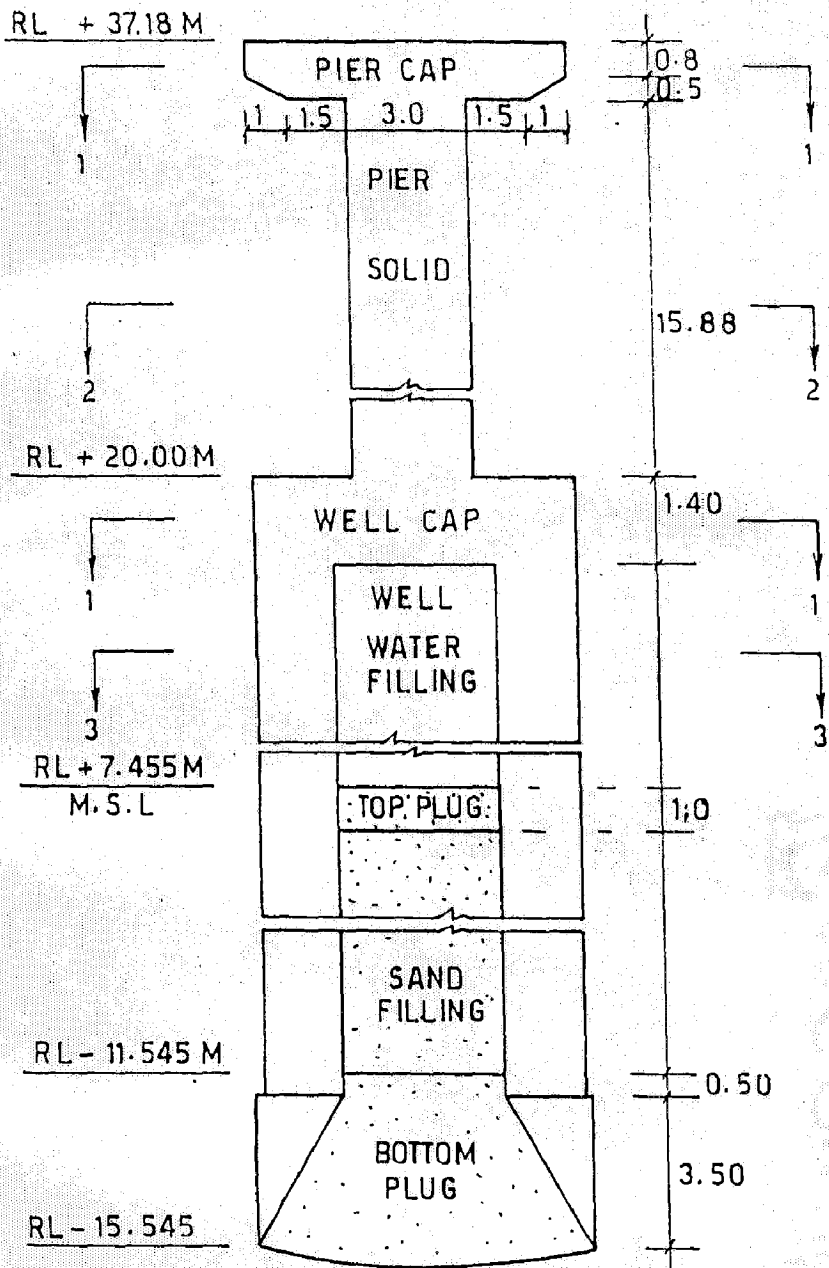 RL + 37.18 M
PIER CAP
0.8
0.5
1 1.5 3.0 1.5 1
1
1
PIER
SOLID
15.88
2
2
RL + 20.00 M
WELL CAP
1.40
1
1
WELL
WATER
FILLING
3
3
RL + 7.455 M
M.S.L
TOP PLUG
1.0
SAND
FILLING
RL - 11.545 M
0.50
BOTTOM
PLUG
3.50
RL - 15.545